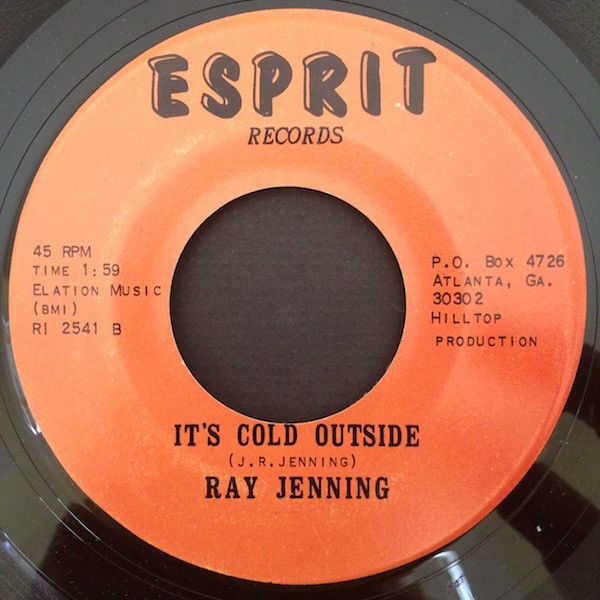 ESPRIT
RECORDS
45 RPM
TIME 1:59
ELATION MUSIC
(BMI)
RI 2541 B
P.O. BOX 4726
ATLANTA, GA.
30302
HILLTOP
PRODUCTION
IT'S COLD OUTSIDE
(J.R.JENNING)
RAY JENNING